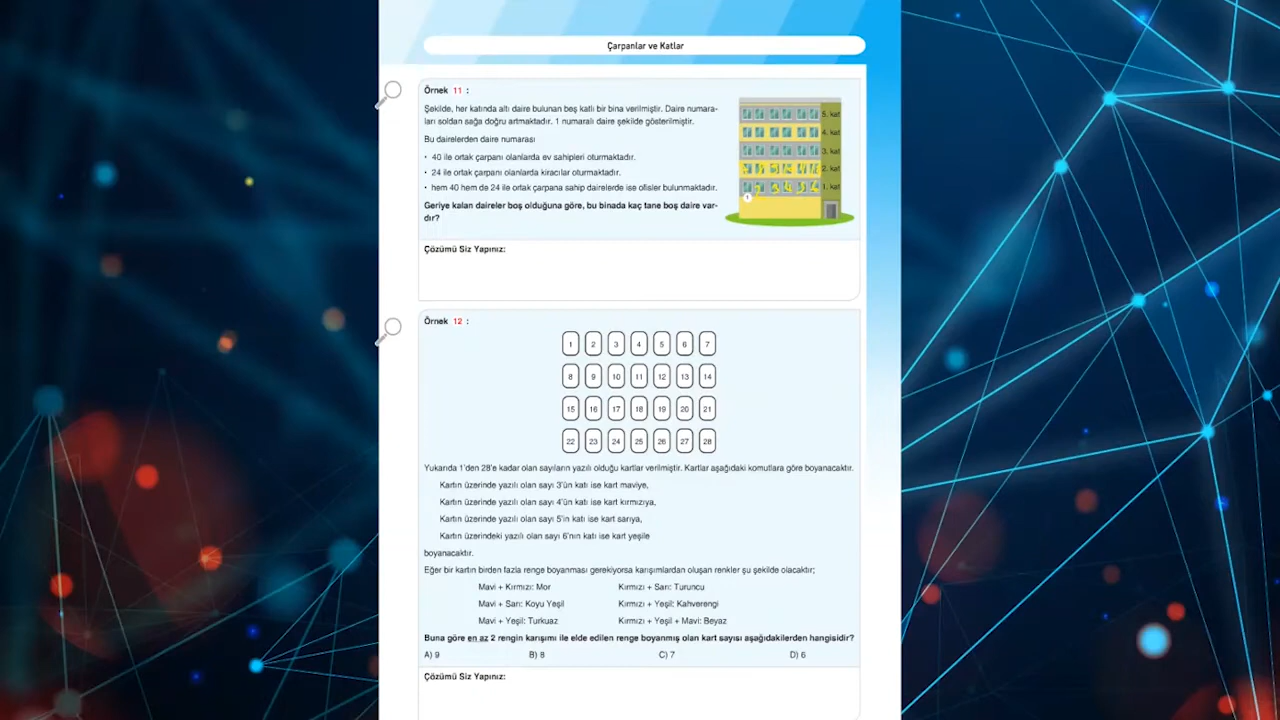 Çarpanlar ve Katlar
Örnek 11 :
Şekilde, her katında altı daire bulunan beş katlı bir bina verilmiştir. Daire numara-
ları soldan sağa doğru artmaktadır. 1 numaralı daire şekilde gösterilmiştir.
Bu dairelerden daire numarası
• 40 ile ortak çarpanı olanlarda ev sahipleri oturmaktadır.
• 24 ile ortak çarpanı olanlarda kiracılar oturmaktadır.
• hem 40 hem de 24 ile ortak çarpana sahip dairelerde ise ofisler bulunmaktadır.
Geriye kalan daireler boş olduğuna göre, bu binada kaç tane boş daire var-
dır?
5. kat
4. kat
3. kat
2. kat
1. kat
1
Çözümü Siz Yapınız:
Örnek 12 :
1 2 3 4 5 6 7
8 9 10 11 12 13 14
15 16 17 18 19 20 21
22 23 24 25 26 27 28
Yukarıda 1'den 28'e kadar olan sayıların yazılı olduğu kartlar verilmiştir. Kartlar aşağıdaki komutlara göre boyanacaktır.
Kartın üzerinde yazılı olan sayı 3'ün katı ise kart maviye,
Kartın üzerinde yazılı olan sayı 4'ün katı ise kart kırmızıya,
Kartın üzerinde yazılı olan sayı 5'in katı ise kart sarıya,
Kartın üzerindeki yazılı olan sayı 6'nın katı ise kart yeşile
boyanacaktır.
Eğer bir kartın birden fazla renge boyanması gerekiyorsa karışımlardan oluşan renkler şu şekilde olacaktır;
Mavi + Kırmızı: Mor Kırmızı + Sarı: Turuncu
Mavi + Sarı: Koyu Yeşil Kırmızı + Yeşil: Kahverengi
Mavi + Yeşil: Turkuaz Kırmızı + Yeşil + Mavi: Beyaz
Buna göre en az 2 rengin karışımı ile elde edilen renge boyanmış olan kart sayısı aşağıdakilerden hangisidir?
A) 9 B) 8 C) 7 D) 6
Çözümü Siz Yapınız: